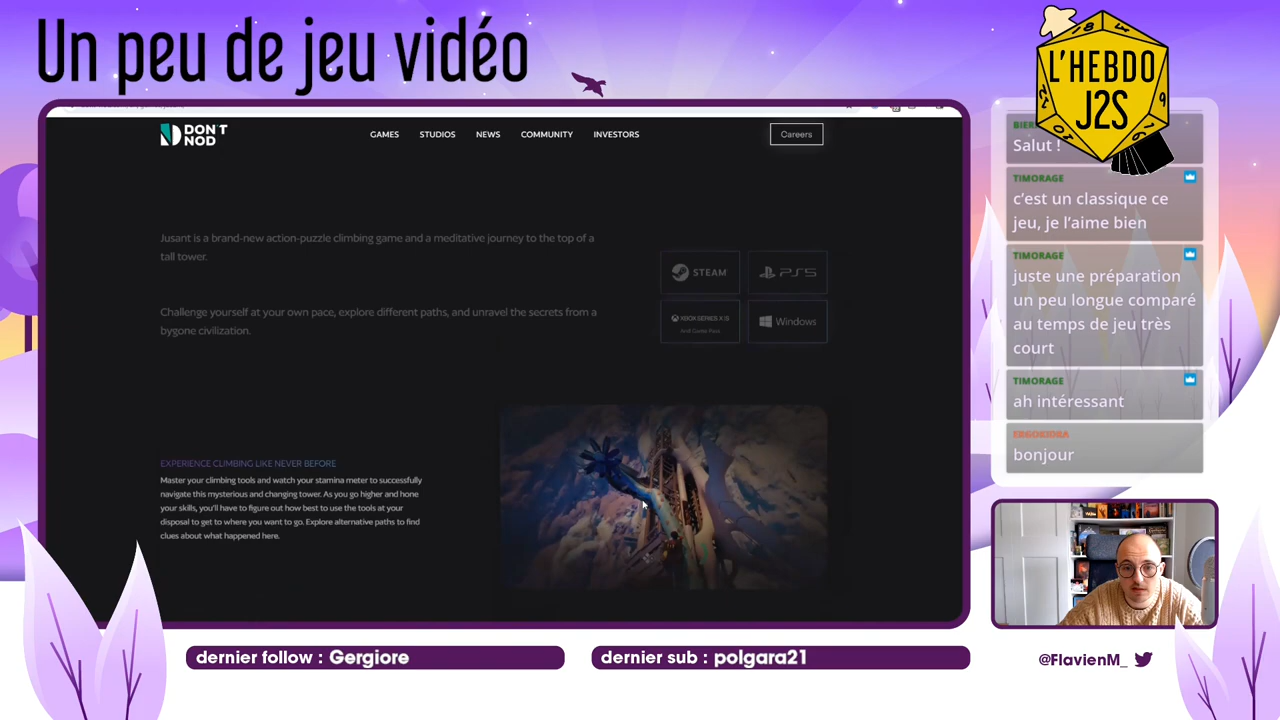 Un peu de jeu vidéo
L'HEBDO
J2S
DON'T
NOD
GAMES
STUDIOS
NEWS
COMMUNITY
INVESTORS
Careers
Jusant is a brand-new action-puzzle climbing game and a meditative journey to the top of a
tall tower.
Challenge yourself at your own pace, explore different paths, and unravel the secrets from a
bygone civilization.
STEAM
PS5
XBOX SERIES X|S
And Game Pass
Windows
EXPERIENCE CLIMBING LIKE NEVER BEFORE
Master your climbing tools and watch your stamina meter to successfully
navigate this mysterious and changing tower. As you go higher and hone
your skills, you'll have to figure out how best to use the tools at your
disposal to get to where you want to go. Explore alternative paths to find
clues about what happened here.
Salut !
TIMORAGE
c'est un classique ce
jeu, je l'aime bien
TIMORAGE
juste une préparation
un peu longue comparé
au temps de jeu très
court
TIMORAGE
ah intéressant
bonjour
dernier follow : Gergiore
dernier sub : polgara21
@FlavienM_